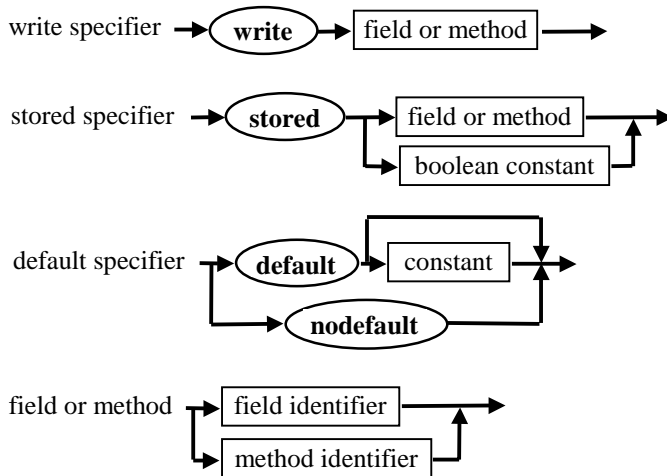 write specifier write field or method
stored specifier stored field or method
boolean constant
default specifier default constant
nodefault
field or method field identifier
method identifier